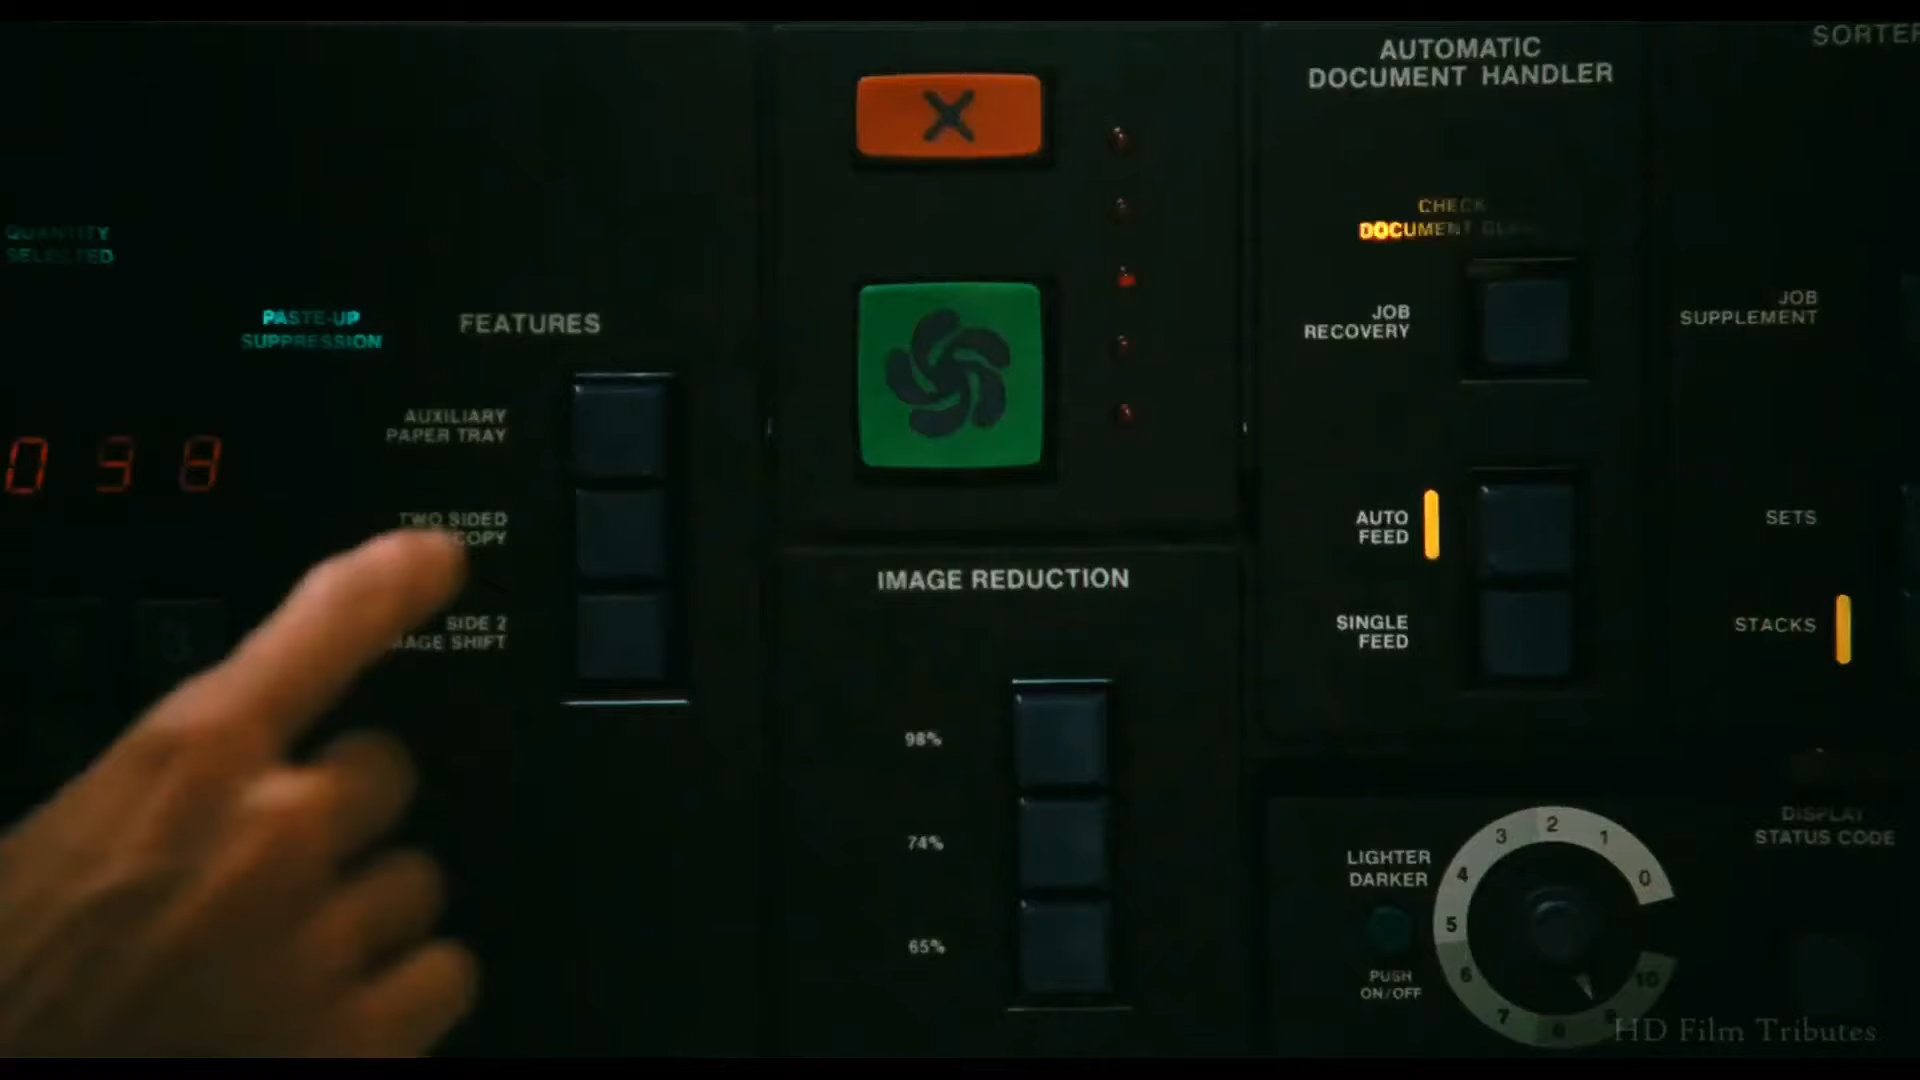 SORTER
AUTOMATIC
DOCUMENT HANDLER
X
CHECK
DOCUMENT
QUANTITY
SELECTED
PASTE-UP
SUPPRESSION
FEATURES
JOB
RECOVERY
JOB
SUPPLEMENT
AUXILIARY
PAPER TRAY
TWO SIDED
COPY
SIDE 2
IMAGE SHIFT
AUTO
FEED
SINGLE
FEED
SETS
STACKS
IMAGE REDUCTION
98%
74%
65%
LIGHTER
DARKER
PUSH
ON/OFF
0
1
2
3
4
5
6
7
8
9
10
DISPLAY
STATUS CODE
HD Film Tributes